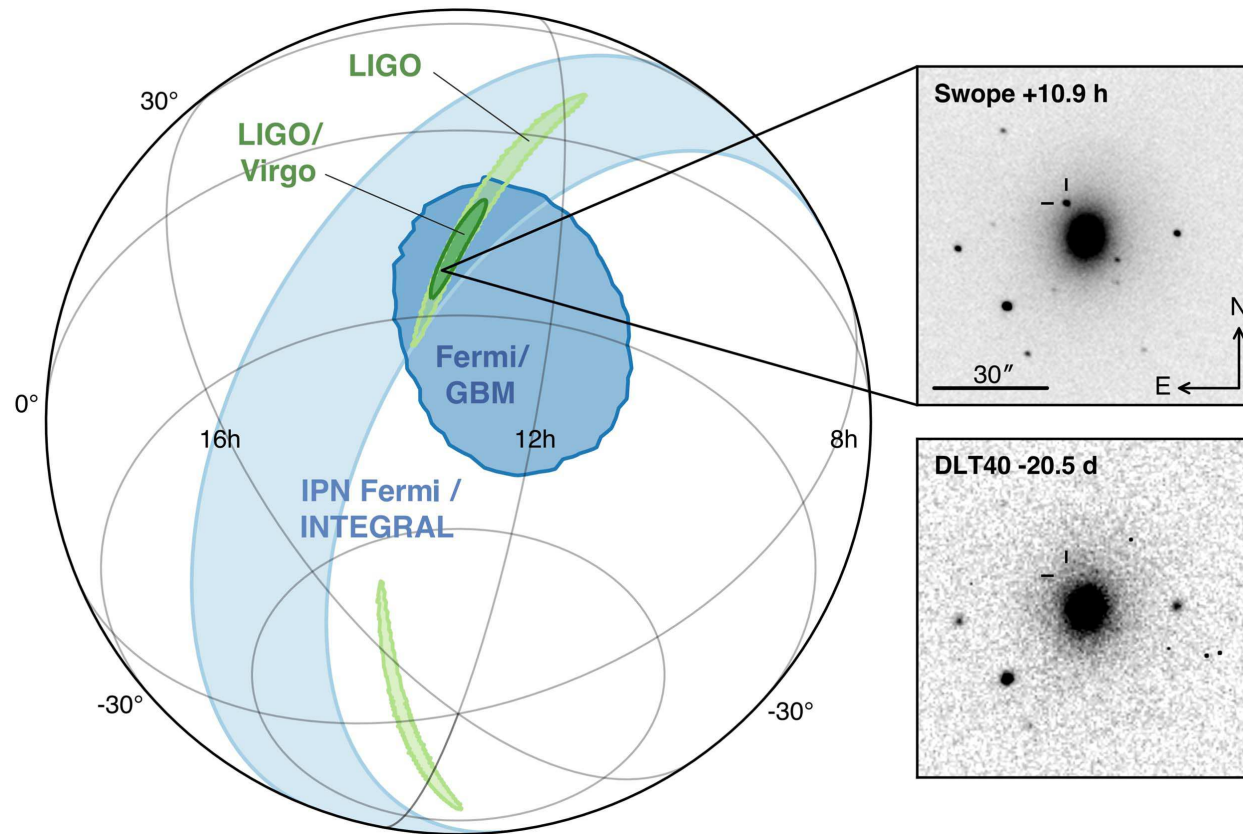 LIGO
30°
LIGO/
Virgo
Fermi/
GBM
0°
16h
12h
8h
IPN Fermi /
INTEGRAL
-30°
-30°
Swope +10.9 h
N
30″
E
DLT40 -20.5 d